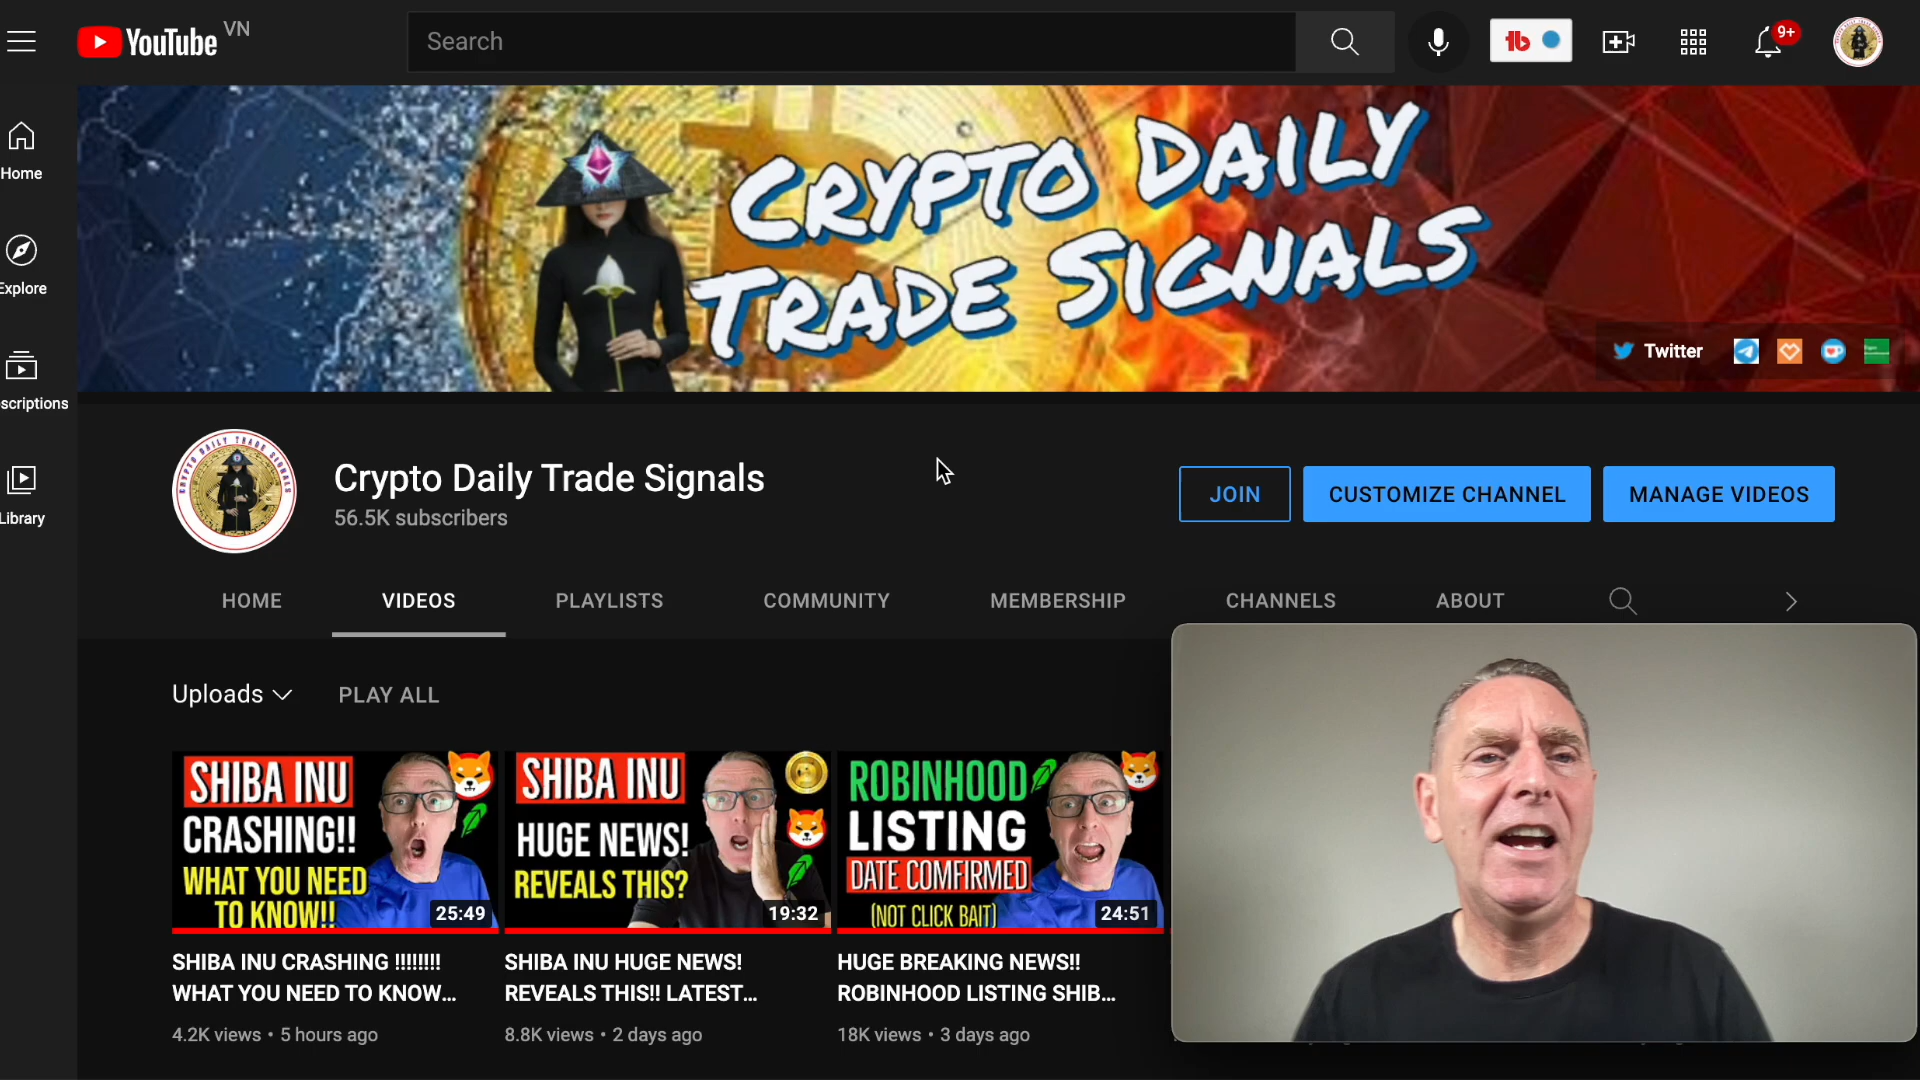 YouTube VN
Search
9+
Home
Explore
scriptions
Library
CRYPTO DAILY
TRADE SIGNALS
Twitter
CRYPTO DAILY TRADE SIGNALS
Crypto Daily Trade Signals
56.5K subscribers
JOIN
CUSTOMIZE CHANNEL
MANAGE VIDEOS
HOME
VIDEOS
PLAYLISTS
COMMUNITY
MEMBERSHIP
CHANNELS
ABOUT
Uploads
PLAY ALL
SHIBA INU
CRASHING!!
WHAT YOU NEED
TO KNOW!!
25:49
SHIBA INU
HUGE NEWS!
REVEALS THIS?
19:32
ROBINHOOD
LISTING
DATE COMFIRMED
(NOT CLICK BAIT)
24:51
SHIBA INU CRASHING !!!!!!!!
WHAT YOU NEED TO KNOW...
4.2K views • 5 hours ago
SHIBA INU HUGE NEWS!
REVEALS THIS!! LATEST...
8.8K views • 2 days ago
HUGE BREAKING NEWS!!
ROBINHOOD LISTING SHIB...
18K views • 3 days ago